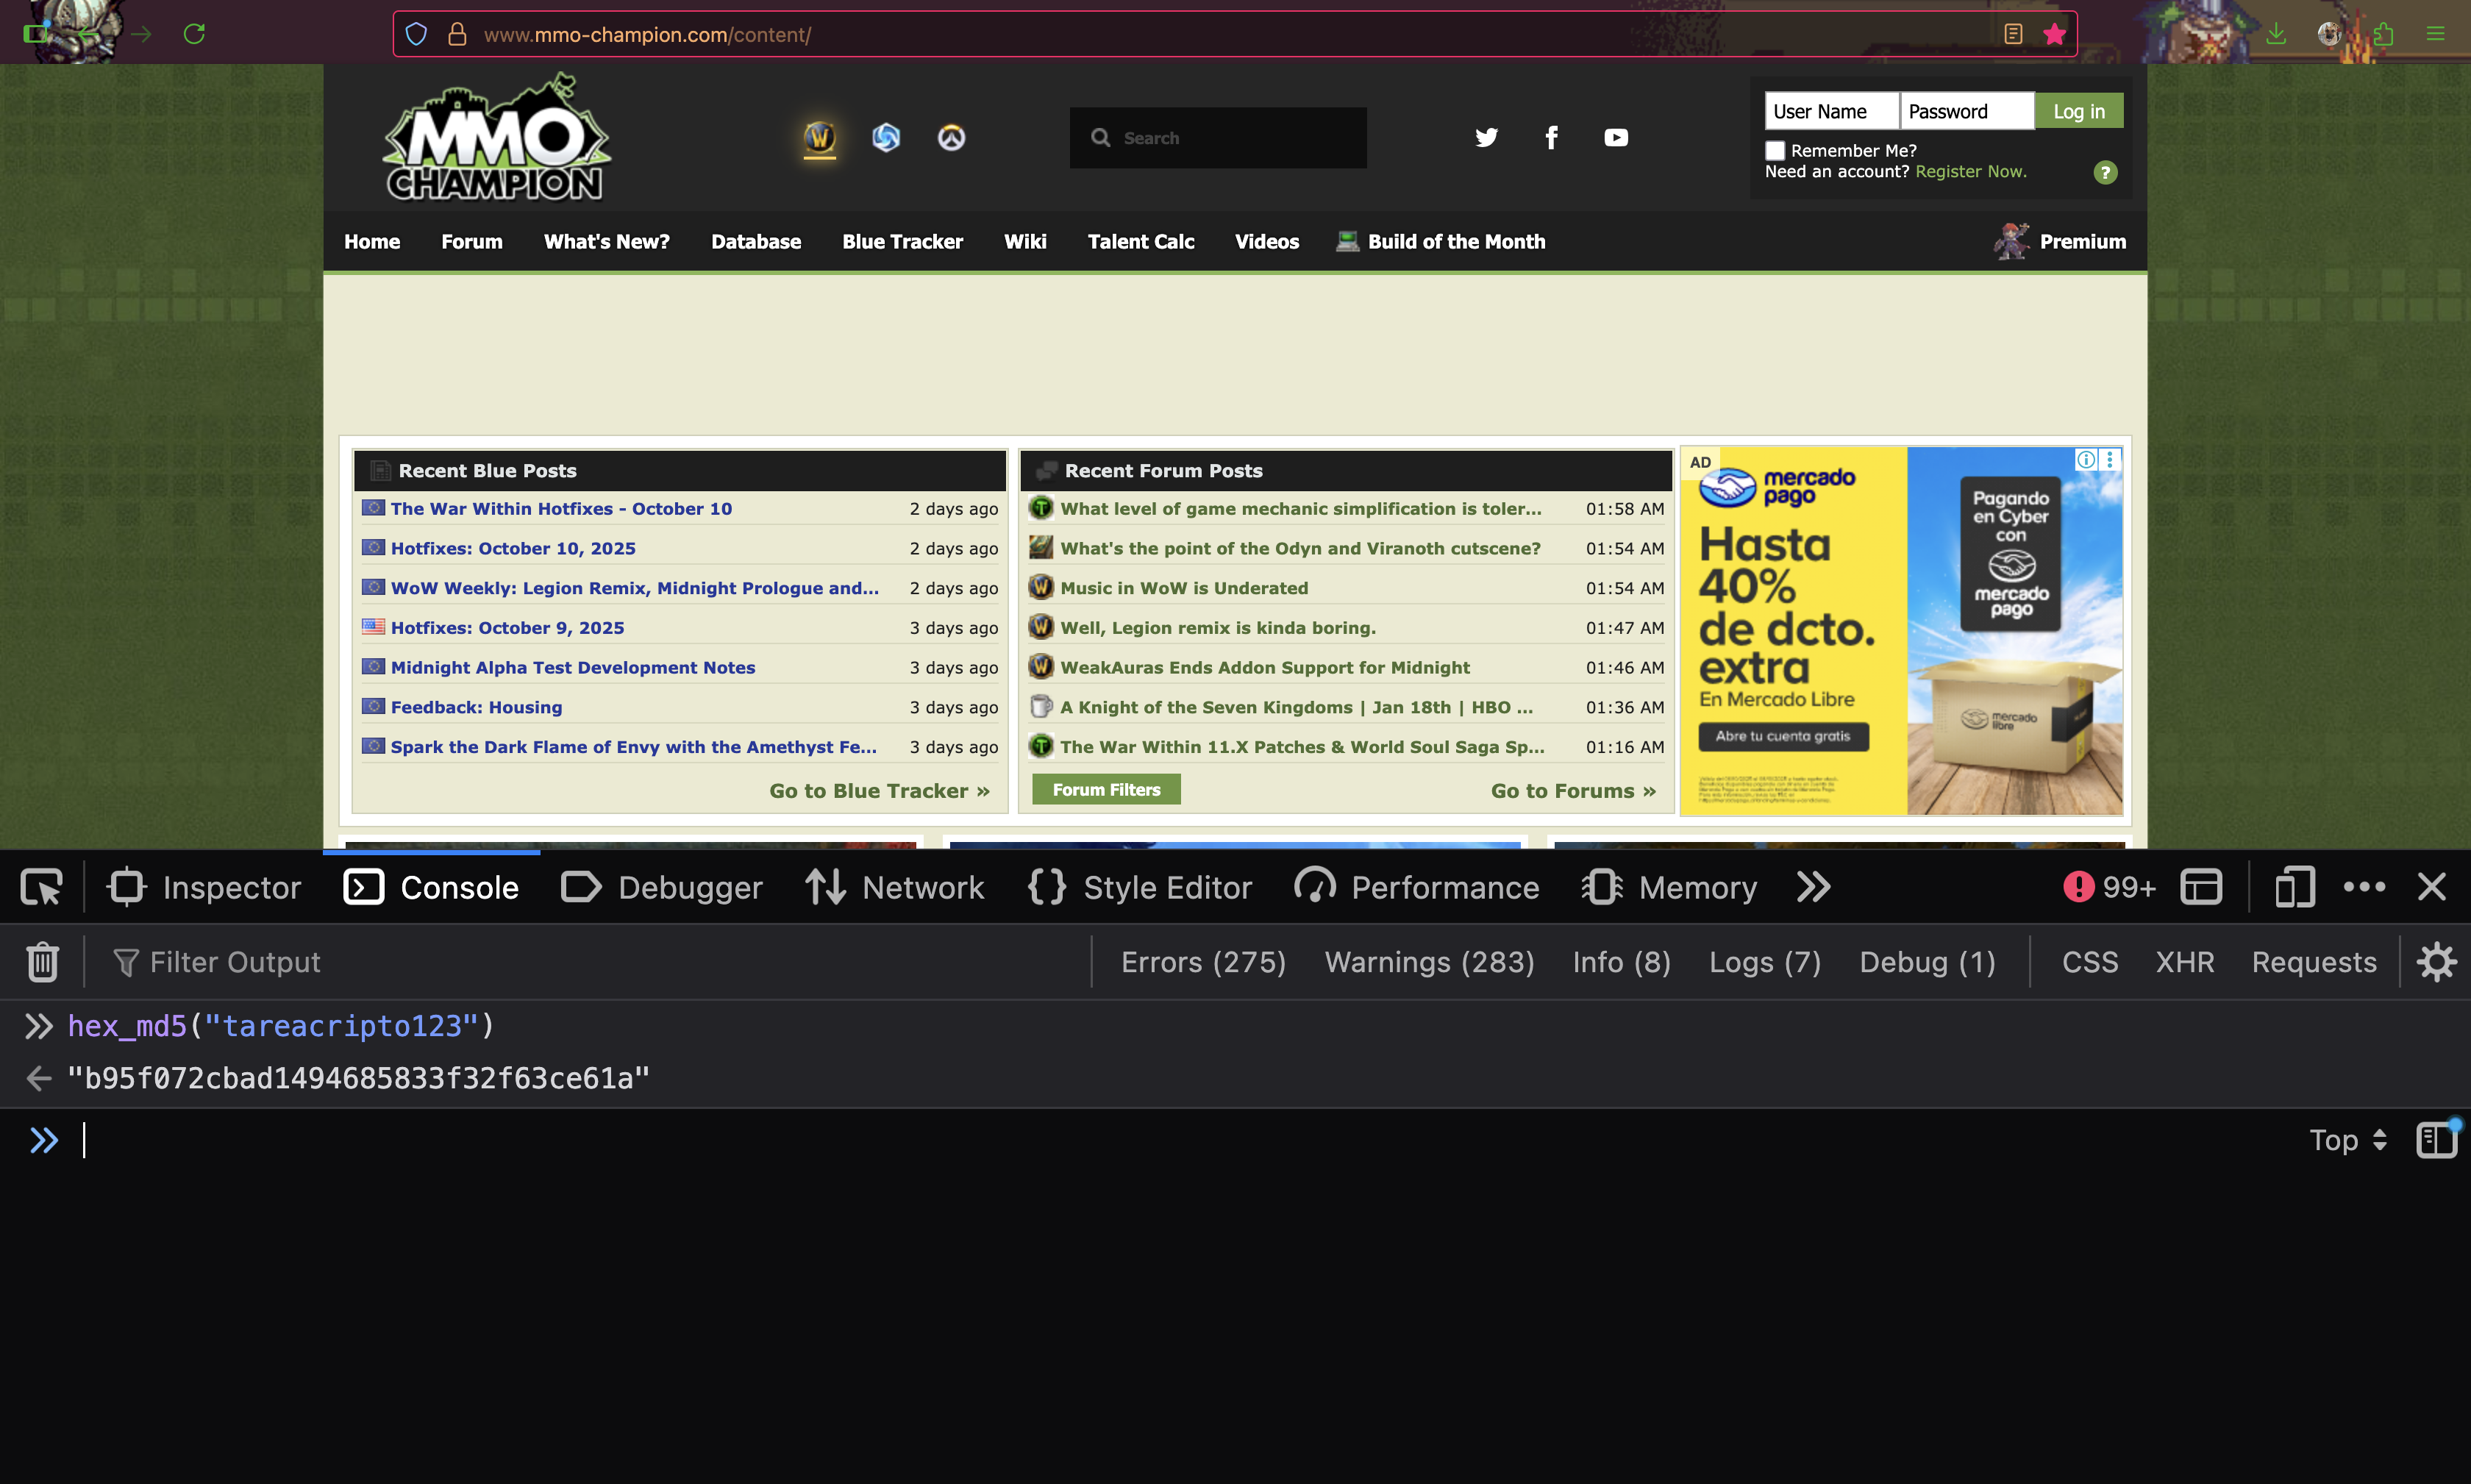 www.mmo-champion.com/content/
MMO
CHAMPION
Search
User Name
Password
Log in
Remember Me?
Need an account? Register Now.
?
Home
Forum
What's New?
Database
Blue Tracker
Wiki
Talent Calc
Videos
Build of the Month
Premium
Recent Blue Posts
The War Within Hotfixes - October 10 2 days ago
Hotfixes: October 10, 2025 2 days ago
WoW Weekly: Legion Remix, Midnight Prologue and... 2 days ago
Hotfixes: October 9, 2025 3 days ago
Midnight Alpha Test Development Notes 3 days ago
Feedback: Housing 3 days ago
Spark the Dark Flame of Envy with the Amethyst Fe... 3 days ago
Go to Blue Tracker »
Recent Forum Posts
What level of game mechanic simplification is toler... 01:58 AM
What's the point of the Odyn and Viranoth cutscene? 01:54 AM
Music in WoW is Underated 01:54 AM
Well, Legion remix is kinda boring. 01:47 AM
WeakAuras Ends Addon Support for Midnight 01:46 AM
A Knight of the Seven Kingdoms | Jan 18th | HBO ... 01:36 AM
The War Within 11.X Patches & World Soul Saga Sp... 01:16 AM
Forum Filters
Go to Forums »
AD
mercado
pago
Hasta
40%
de dcto.
extra
En Mercado Libre
Abre tu cuenta gratis
Pagando
en Cyber
con
mercado
pago
mercado
libre
Inspector
Console
Debugger
Network
Style Editor
Performance
Memory
99+
Filter Output
Errors (275)
Warnings (283)
Info (8)
Logs (7)
Debug (1)
CSS
XHR
Requests
hex_md5("tareacripto123")
"b95f072cbad1494685833f32f63ce61a"
Top